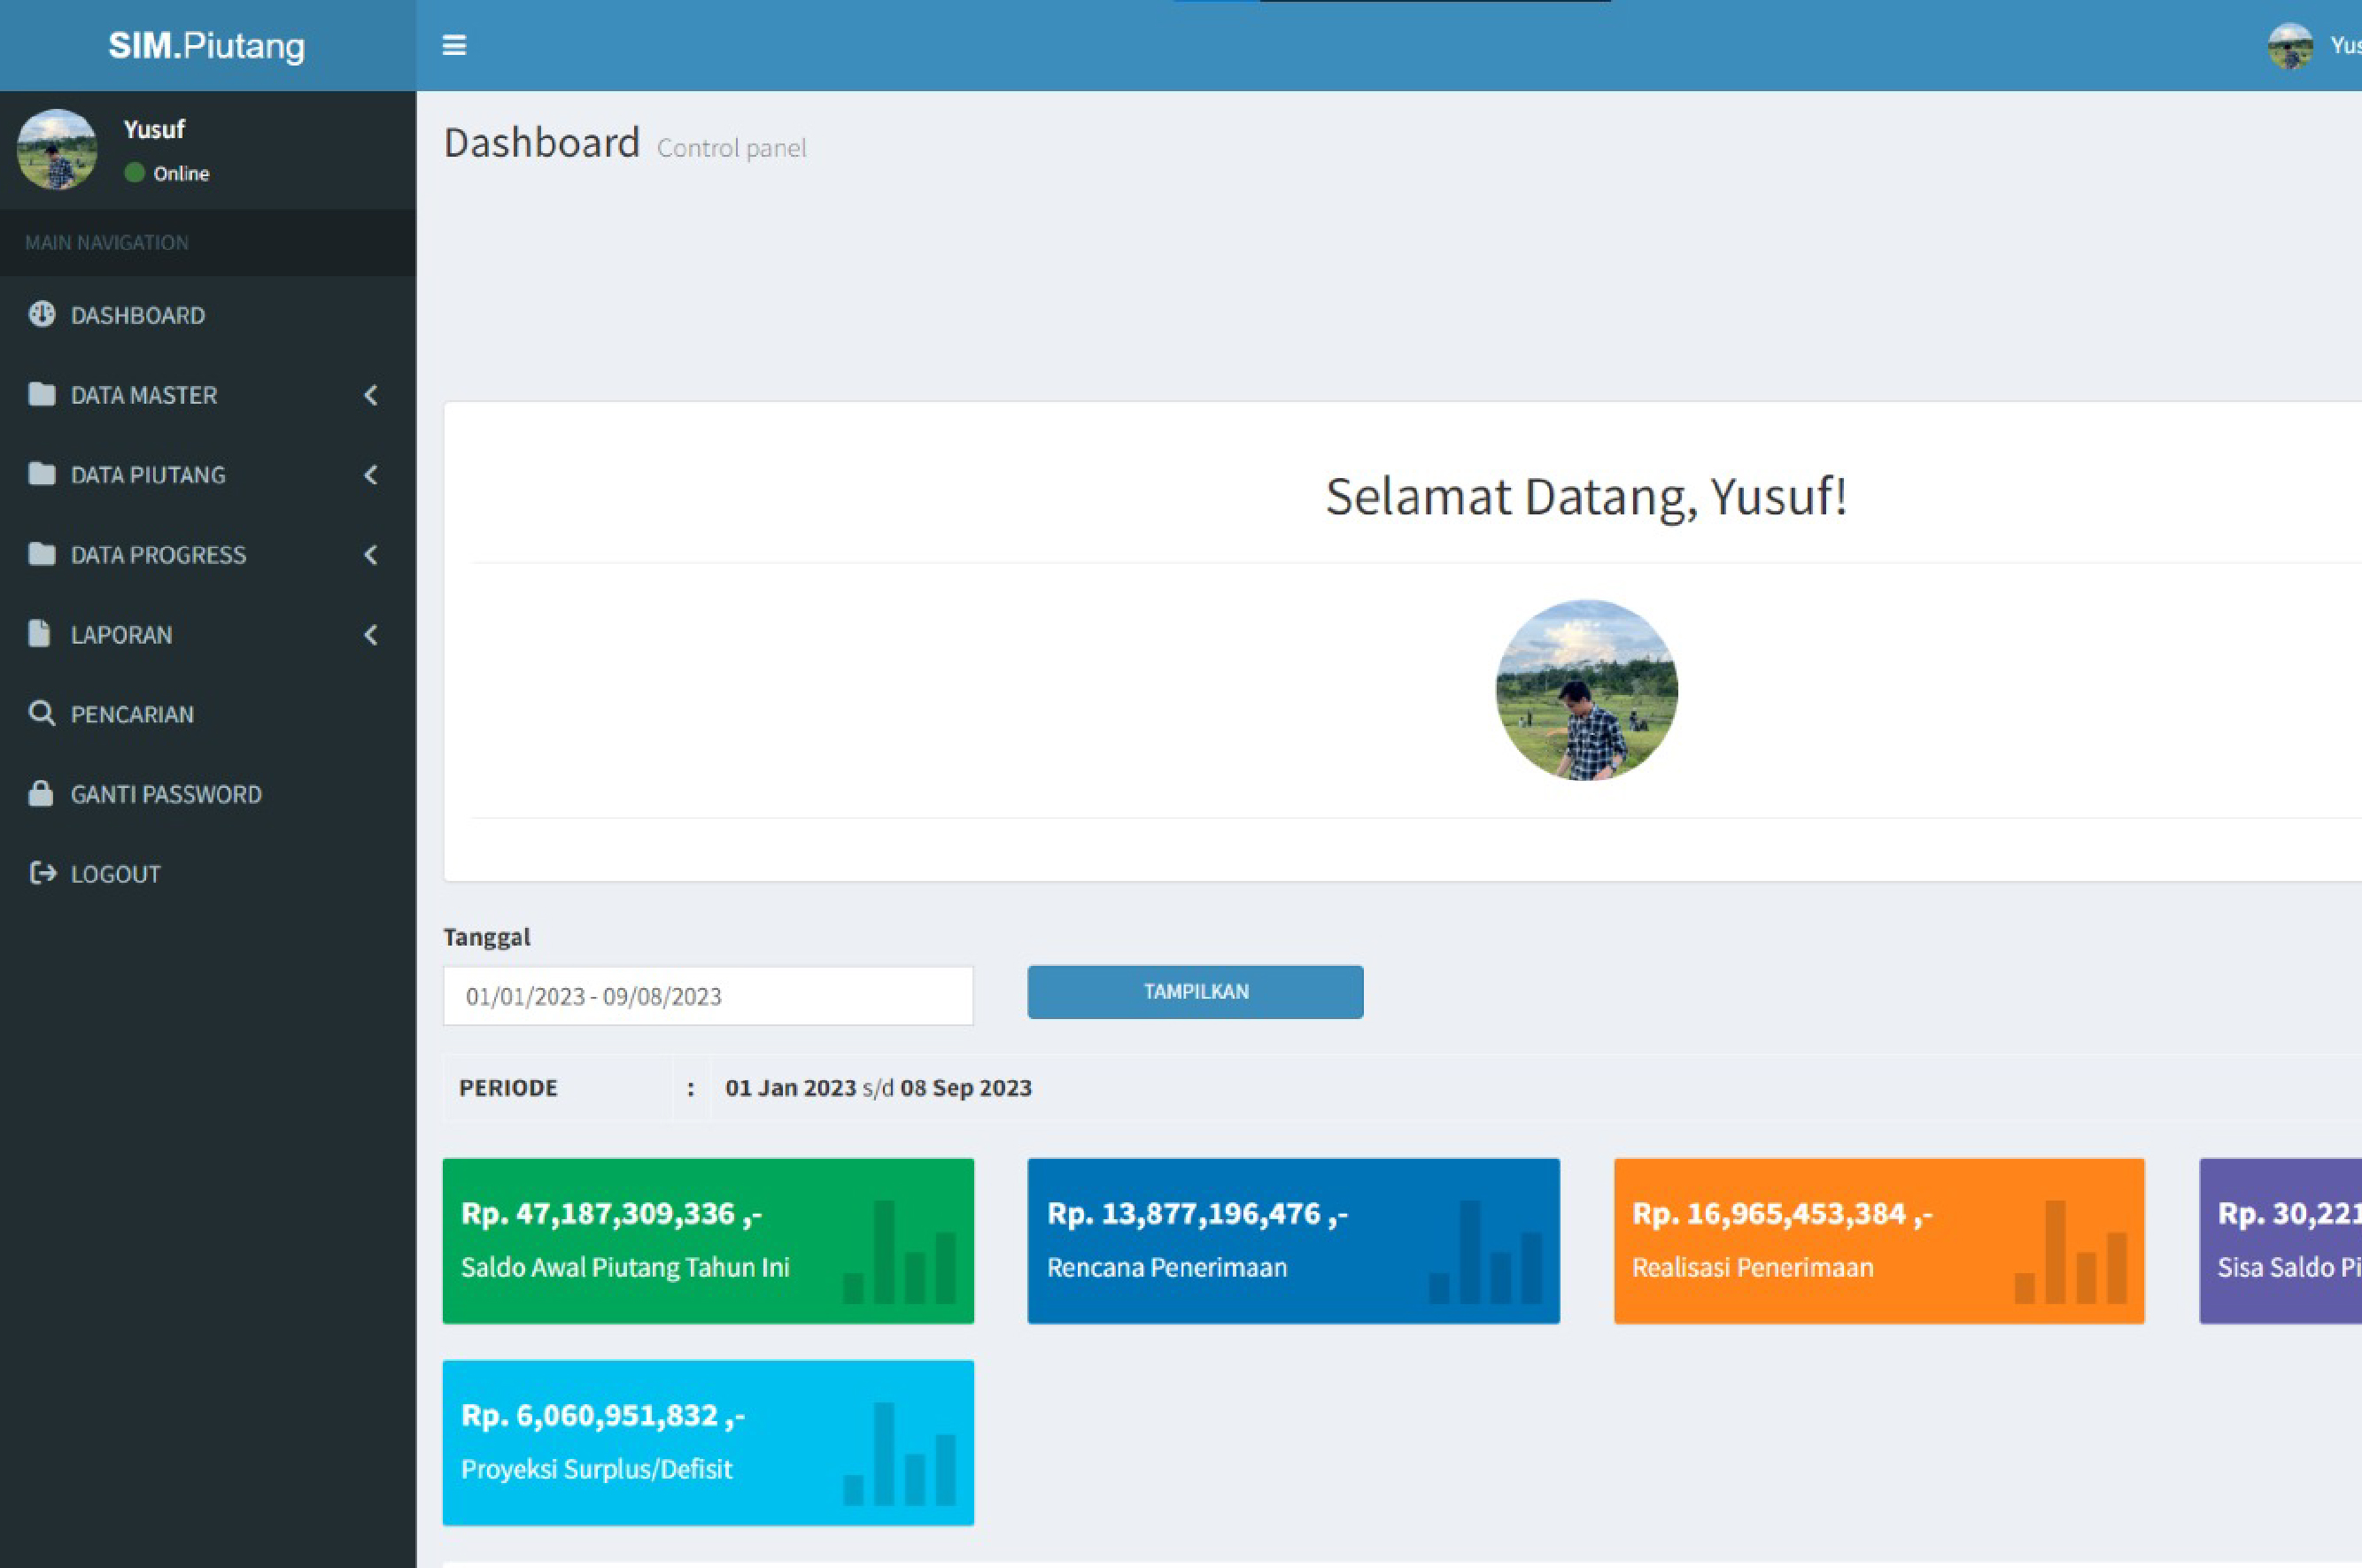 SIM.Piutang
Yusuf
Online
MAIN NAVIGATION
DASHBOARD
DATA MASTER
DATA PIUTANG
DATA PROGRESS
LAPORAN
PENCARIAN
GANTI PASSWORD
LOGOUT
Dashboard Control panel
Selamat Datang, Yusuf!
Tanggal
01/01/2023 - 09/08/2023
TAMPILKAN
PERIODE : 01 Jan 2023 s/d 08 Sep 2023
Rp. 47,187,309,336 ,-
Saldo Awal Piutang Tahun Ini
Rp. 13,877,196,476 ,-
Rencana Penerimaan
Rp. 16,965,453,384 ,-
Realisasi Penerimaan
Rp. 30,221
Sisa Saldo Pi
Rp. 6,060,951,832 ,-
Proyeksi Surplus/Defisit